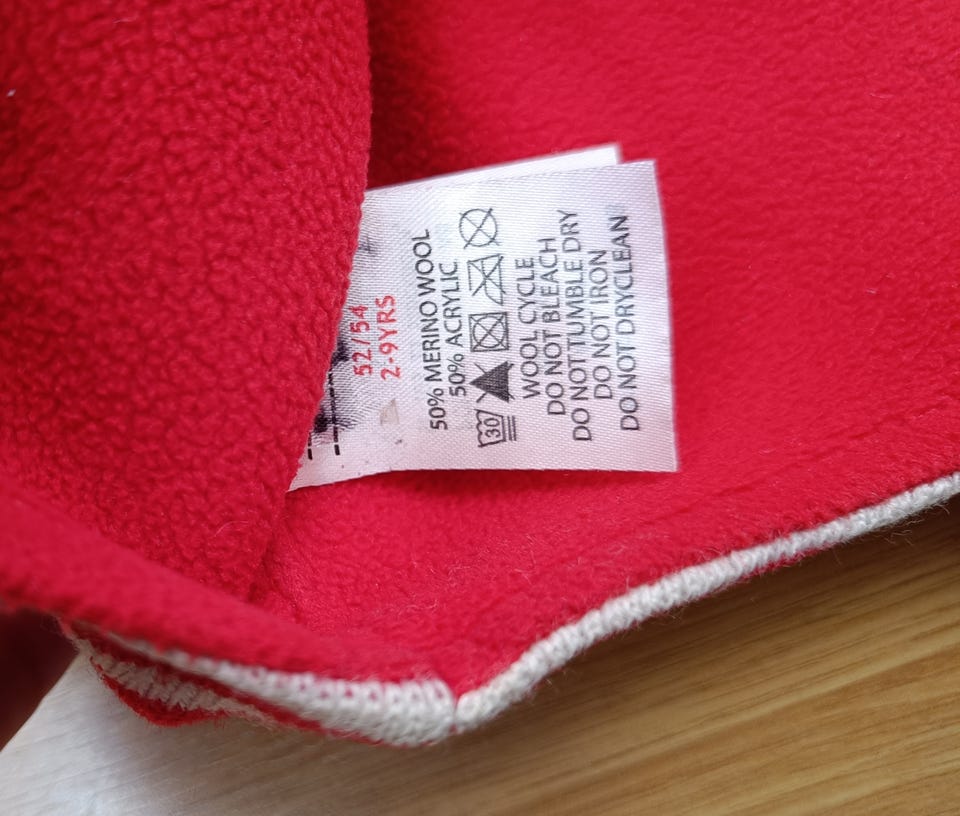 52/54
2-9YRS
50% MERINO WOOL
50% ACRYLIC
30
WOOL CYCLE
DO NOT BLEACH
DO NOT TUMBLE DRY
DO NOT IRON
DO NOT DRYCLEAN